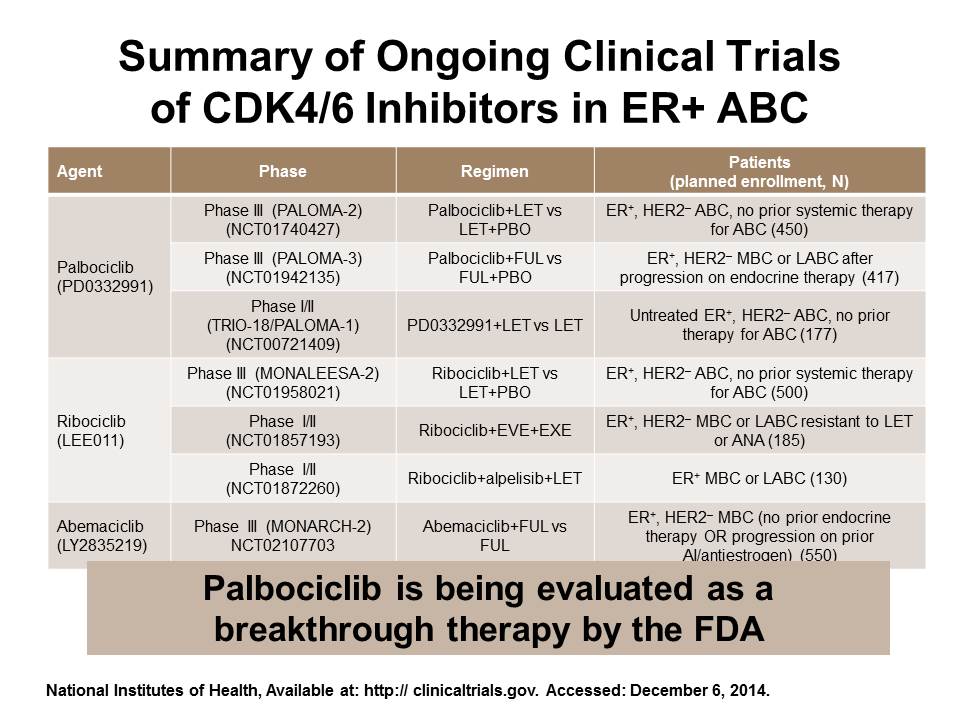 Summary of Ongoing Clinical Trials
of CDK4/6 Inhibitors in ER+ ABC
Agent
Phase
Regimen
Patients
(planned enrollment, N)
Palbociclib
(PD0332991)
Phase III (PALOMA-2)
(NCT01740427)
Palbociclib+LET vs
LET+PBO
ER+, HER2– ABC, no prior systemic therapy
for ABC (450)
Phase III (PALOMA-3)
(NCT01942135)
Palbociclib+FUL vs
FUL+PBO
ER+, HER2– MBC or LABC after
progression on endocrine therapy (417)
Phase I/II
(TRIO-18/PALOMA-1)
(NCT00721409)
PD0332991+LET vs LET
Untreated ER+, HER2– ABC, no prior
therapy for ABC (177)
Ribociclib
(LEE011)
Phase III (MONALEESA-2)
(NCT01958021)
Ribociclib+LET vs
LET+PBO
ER+, HER2– ABC, no prior systemic therapy
for ABC (500)
Phase I/II
(NCT01857193)
Ribociclib+EVE+EXE
ER+, HER2– MBC or LABC resistant to LET
or ANA (185)
Phase I/II
(NCT01872260)
Ribociclib+alpelisib+LET
ER+ MBC or LABC (130)
Abemaciclib
(LY2835219)
Phase III (MONARCH-2)
NCT02107703
Abemaciclib+FUL vs
FUL
ER+, HER2– MBC (no prior endocrine
therapy OR progression on prior
AI/antiestrogen) (550)
Palbociclib is being evaluated as a
breakthrough therapy by the FDA
National Institutes of Health, Available at: http:// clinicaltrials.gov. Accessed: December 6, 2014.